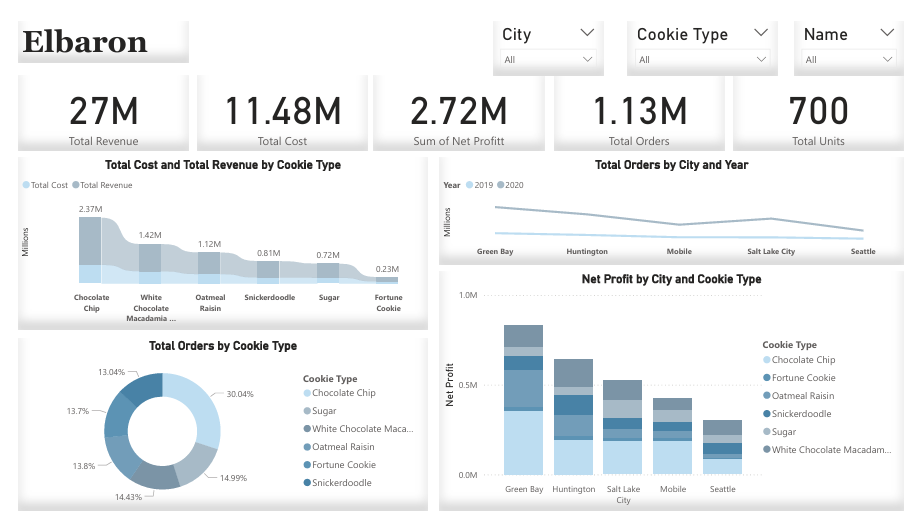 Elbaron
City
All
Cookie Type
All
Name
All
27M
Total Revenue
11.48M
Total Cost
2.72M
Sum of Net Profitt
1.13M
Total Orders
700
Total Units
Total Cost and Total Revenue by Cookie Type
Total Cost Total Revenue
Millions
2.37M
1.42M
1.12M
0.81M
0.72M
0.23M
Chocolate
Chip
White
Chocolate
Macadamia ...
Oatmeal
Raisin
Snickerdoodle
Sugar
Fortune
Cookie
Total Orders by City and Year
Year 2019 2020
Millions
Green Bay Huntington Mobile Salt Lake City Seattle
Total Orders by Cookie Type
13.04%
30.04%
13.7%
13.8%
14.99%
14.43%
Cookie Type
Chocolate Chip
Sugar
White Chocolate Maca...
Oatmeal Raisin
Fortune Cookie
Snickerdoodle
Net Profit by City and Cookie Type
Net Profit
1.0M
0.5M
0.0M
Green Bay
Huntington
Salt Lake
City
Mobile
Seattle
Cookie Type
Chocolate Chip
Fortune Cookie
Oatmeal Raisin
Snickerdoodle
Sugar
White Chocolate Macadam...